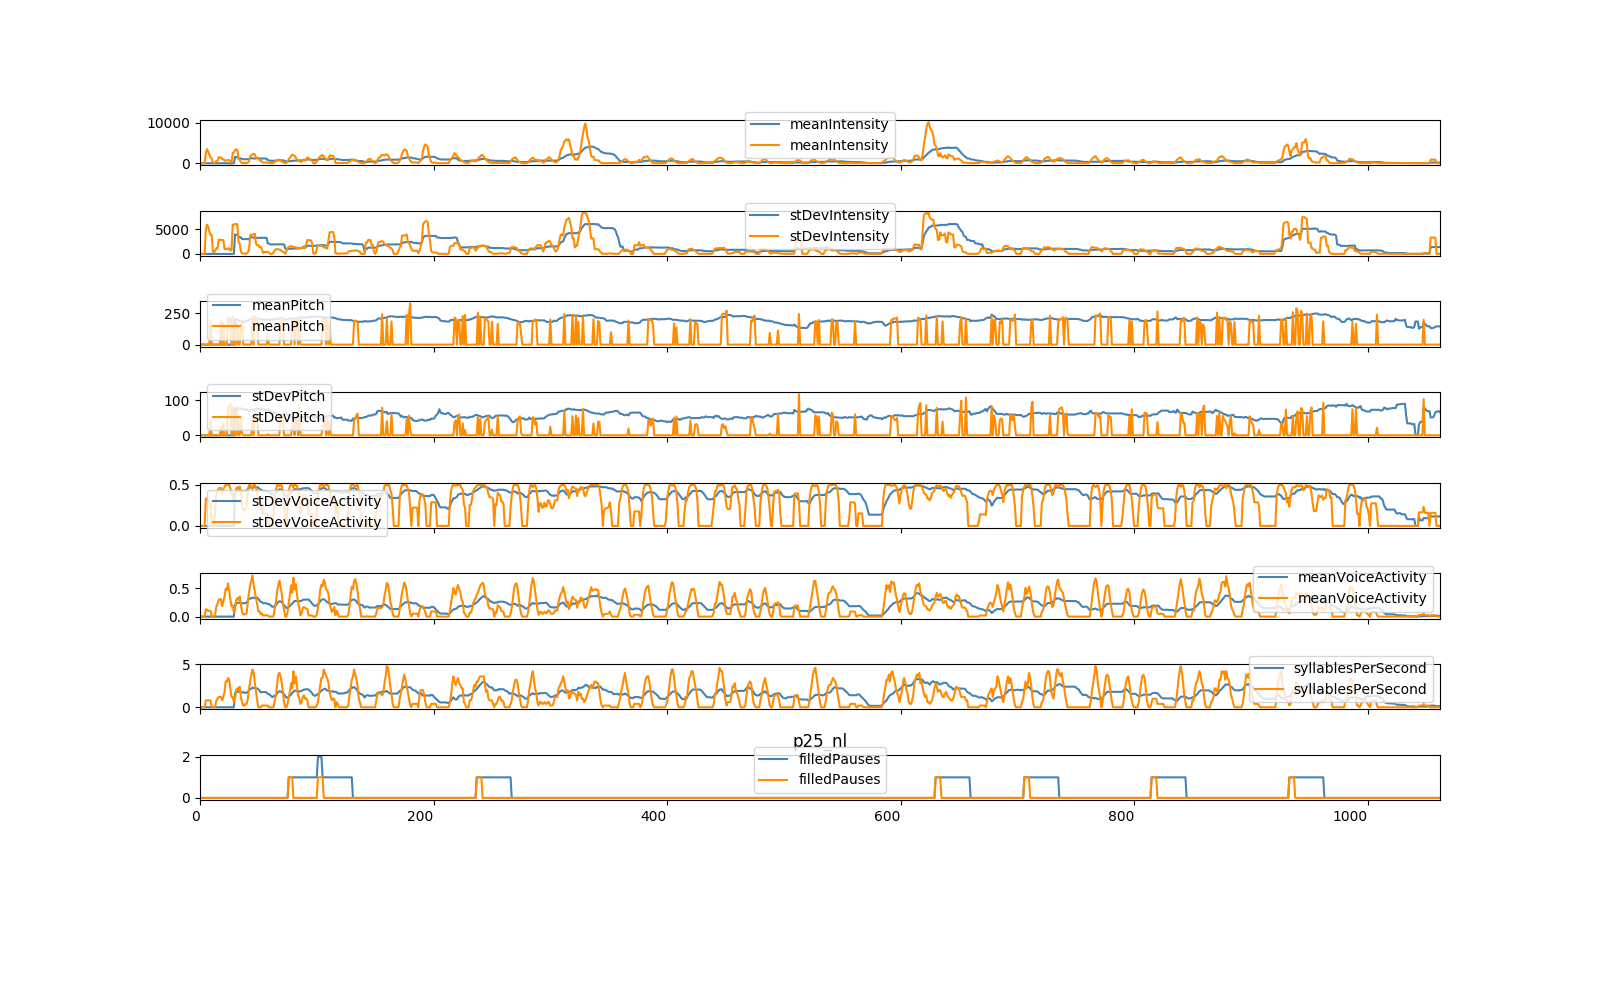 10000
0
meanIntensity
meanIntensity
5000
0
stDevIntensity
stDevIntensity
250
0
meanPitch
meanPitch
100
0
stDevPitch
stDevPitch
0.5
0.0
stDevVoiceActivity
stDevVoiceActivity
0.5
0.0
meanVoiceActivity
meanVoiceActivity
5
0
syllablesPerSecond
syllablesPerSecond
p25_nl
2
0
filledPauses
filledPauses
0 200 400 600 800 1000